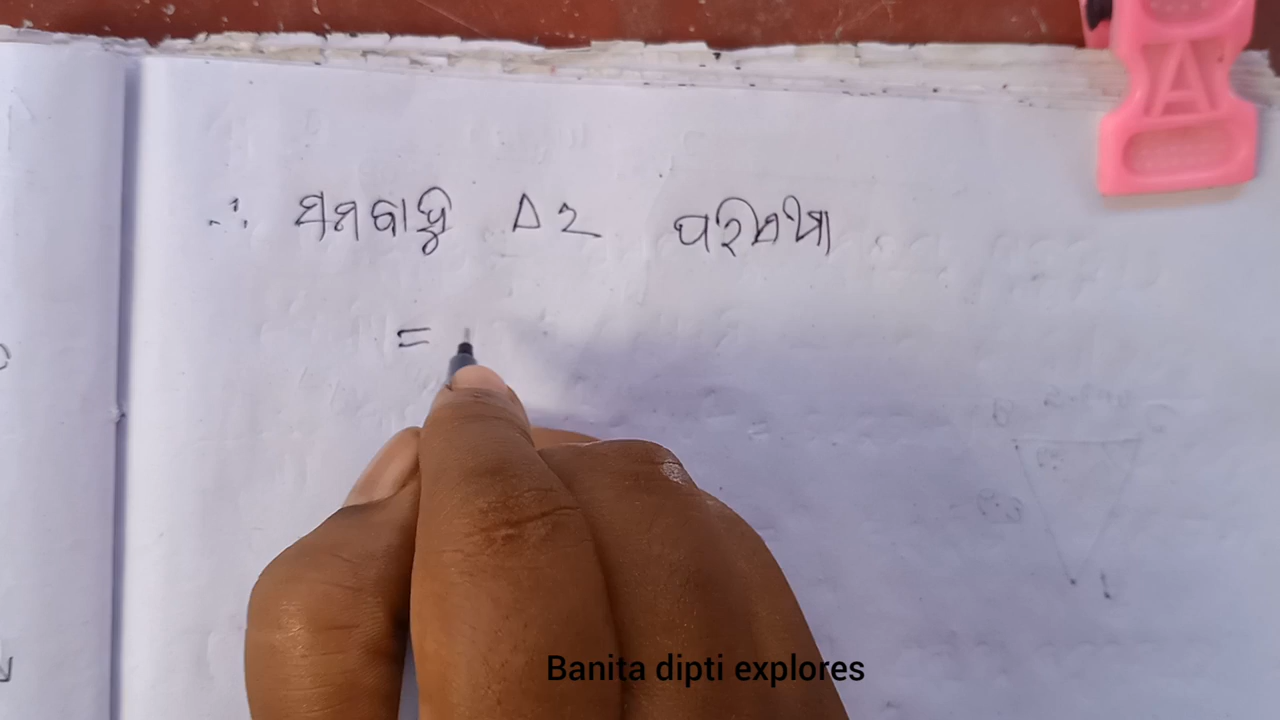 ∴ ସମବାହୁ Δ ର ପରିସୀମା
=
Banita dipti explores